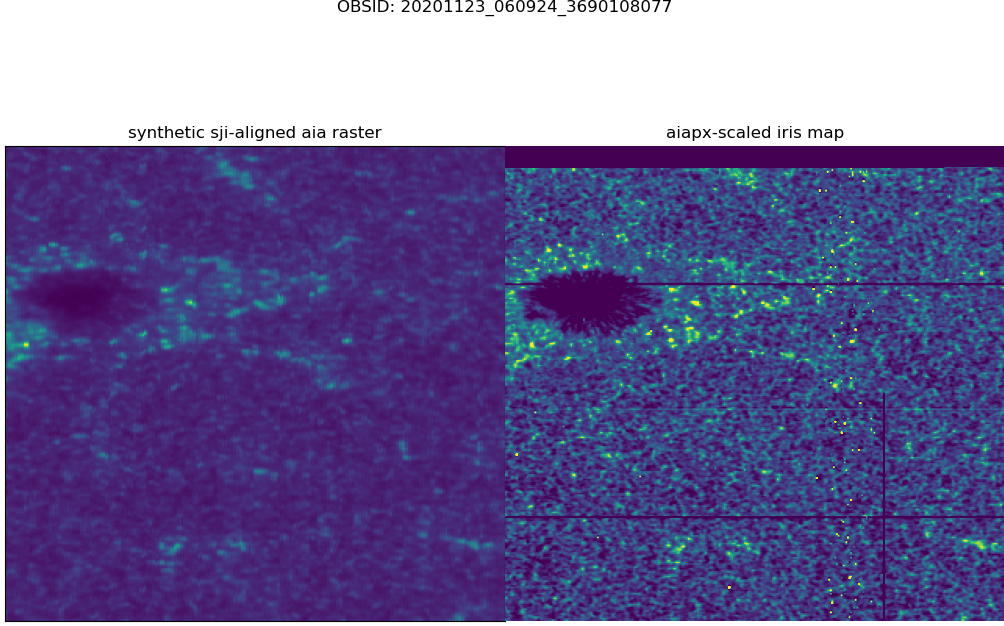 OBSID: 20201123_060924_3690108077
synthetic sji-aligned aia raster
aiapx-scaled iris map